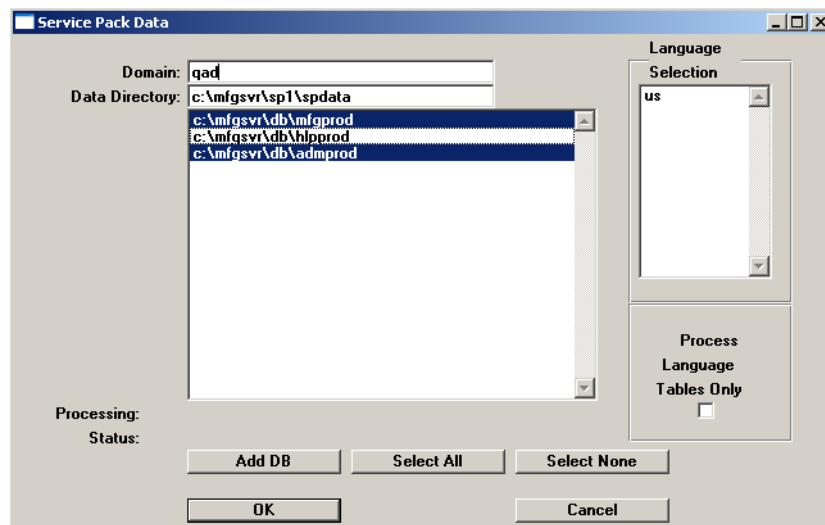 Service Pack Data
Domain: qad
Data Directory: c:\mfgsvr\sp1\spdata
c:\mfgsvr\db\mfgprod
c:\mfgsvr\db\hlpprod
c:\mfgsvr\db\admprod
Language
Selection
us
Process
Language
Tables Only
Processing:
Status:
Add DB Select All Select None
OK Cancel